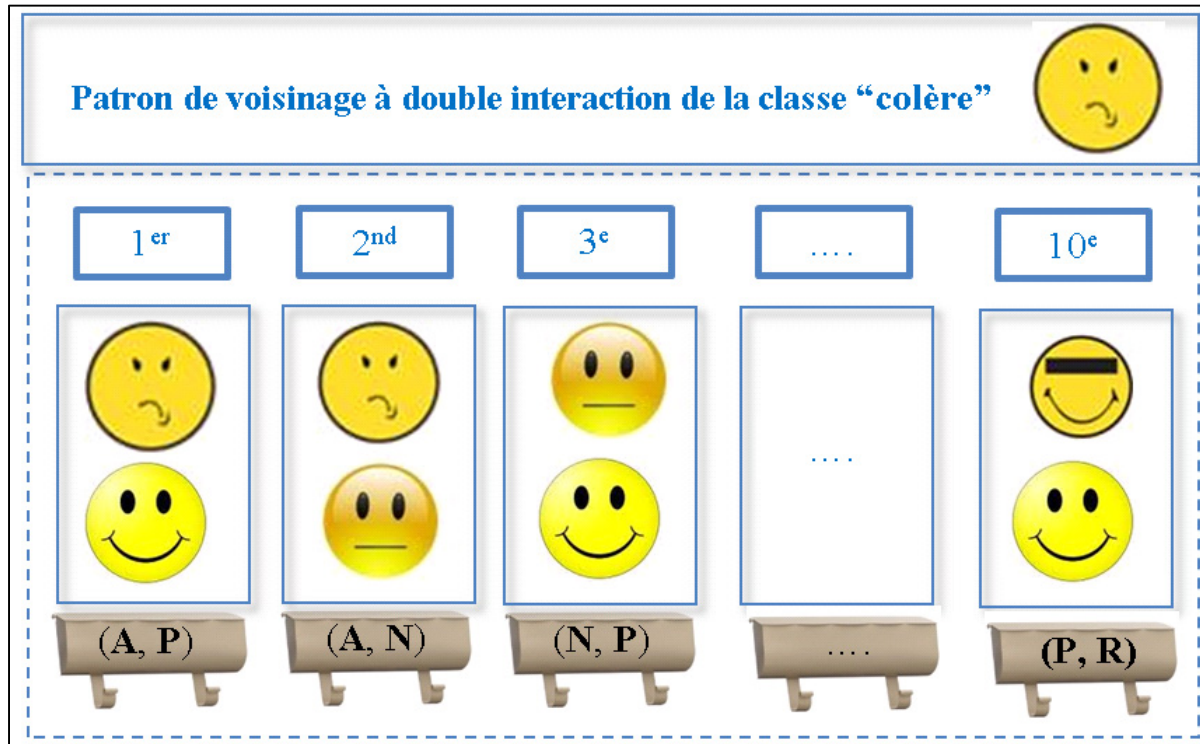 Patron de voisinage à double interaction de la classe “colère”
1er 2nd 3e .... 10e
....
(A, P) (A, N) (N, P) .... (P, R)